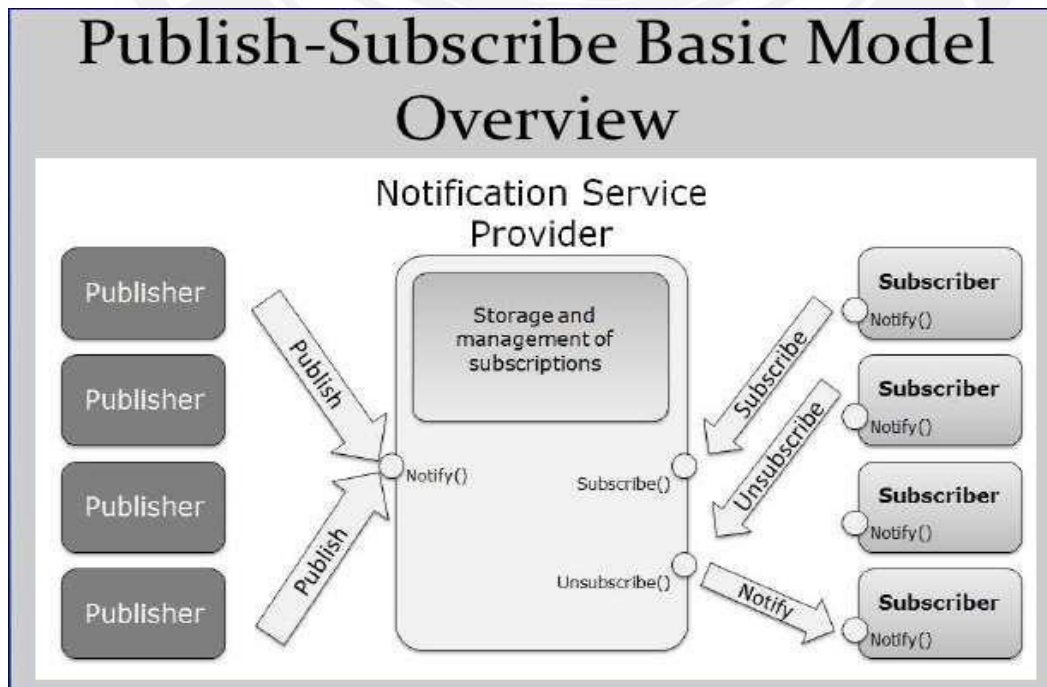 Publish-Subscribe Basic Model
Overview
Notification Service
Provider
Publisher
Publisher
Publisher
Publisher
Publish
Publish
Storage and
management of
subscriptions
Notify()
Subscribe()
Unsubscribe()
Subscribe
Unsubscribe
Notify
Subscriber
Notify()
Subscriber
Notify()
Subscriber
Notify()
Subscriber
Notify()